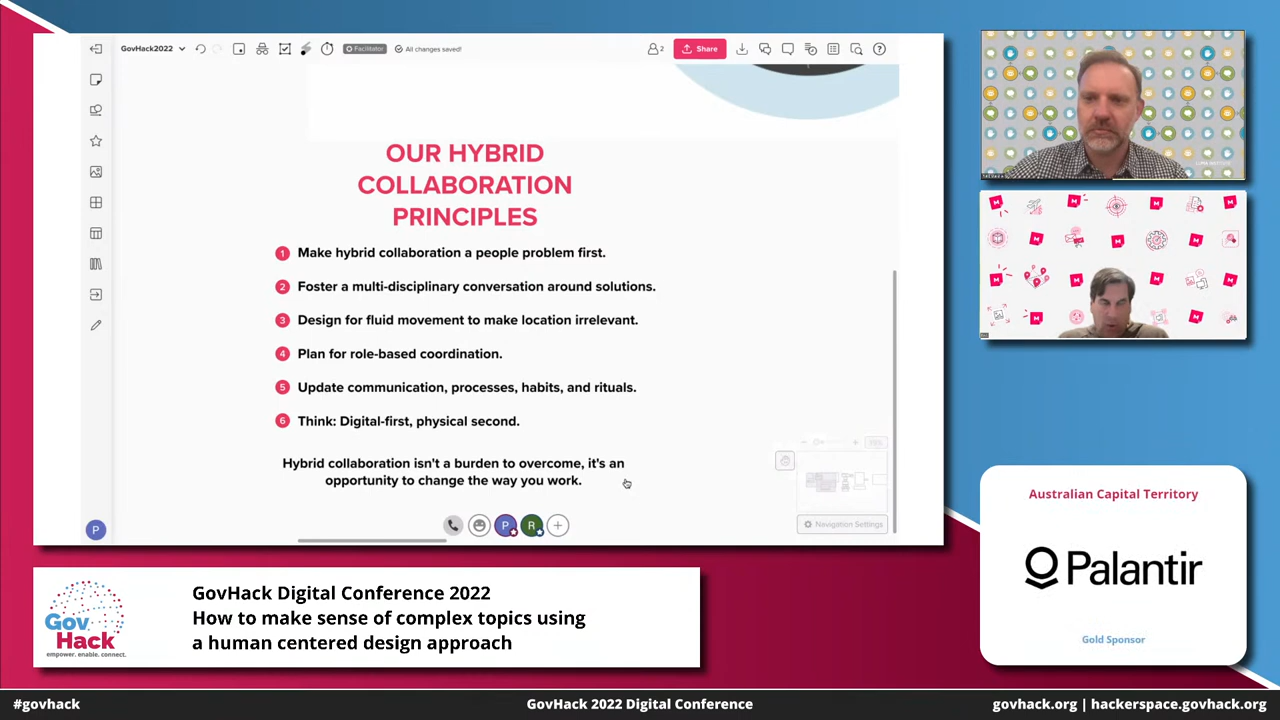 GovHack2022
Facilitator
All changes saved!
2
Share
OUR HYBRID
COLLABORATION
PRINCIPLES
1 Make hybrid collaboration a people problem first.
2 Foster a multi-disciplinary conversation around solutions.
3 Design for fluid movement to make location irrelevant.
4 Plan for role-based coordination.
5 Update communication, processes, habits, and rituals.
6 Think: Digital-first, physical second.
Hybrid collaboration isn't a burden to overcome, it's an
opportunity to change the way you work.
Navigation Settings
P
P
R
Australian Capital Territory
Palantir
Gold Sponsor
Gov
Hack
empower. enable. connect.
GovHack Digital Conference 2022
How to make sense of complex topics using
a human centered design approach
#govhack
GovHack 2022 Digital Conference
govhack.org | hackerspace.govhack.org